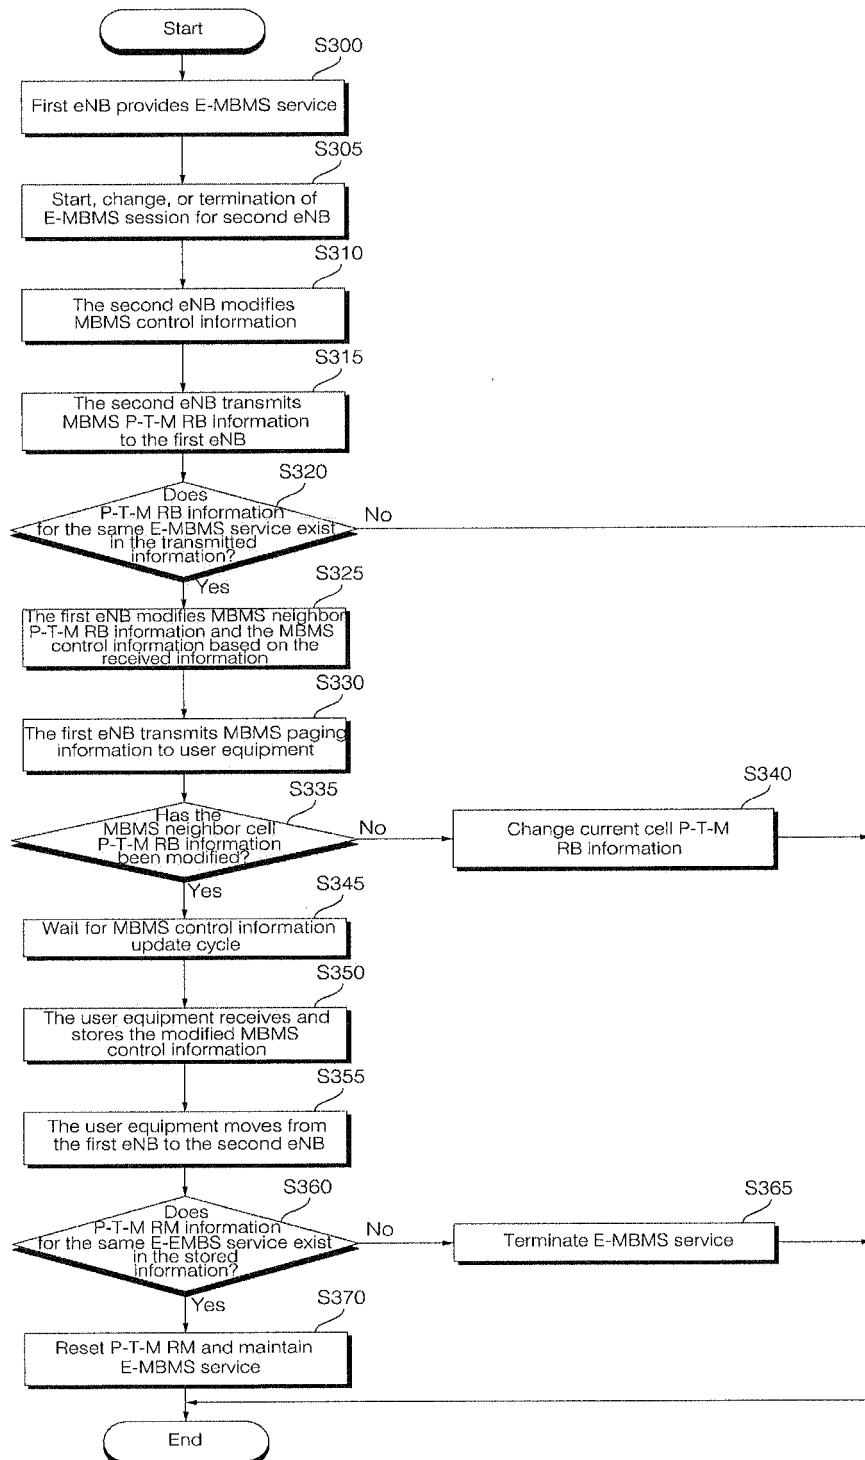 Start
S300
First eNB provides E-MBMS service
S305
Start, change, or termination of
E-MBMS session for second eNB
S310
The second eNB modifies
MBMS control information
S315
The second eNB transmits
MBMS P-T-M RB information
to the first eNB
S320
Does
P-T-M RB information
for the same E-MBMS service exist
in the transmitted
information?
No
Yes
S325
The first eNB modifies MBMS neighbor
P-T-M RB information and the MBMS
control information based on the
received information
S330
The first eNB transmits MBMS paging
information to user equipment
S335
Has the
MBMS neighbor cell
P-T-M RB information
been modified?
No
S340
Change current cell P-T-M
RB information
Yes
S345
Wait for MBMS control information
update cycle
S350
The user equipment receives and
stores the modified MBMS
control information
S355
The user equipment moves from
the first eNB to the second eNB
S360
Does
P-T-M RM information
for the same E-EMBS service exist
in the stored
information?
No
S365
Terminate E-MBMS service
Yes
S370
Reset P-T-M RM and maintain
E-MBMS service
End